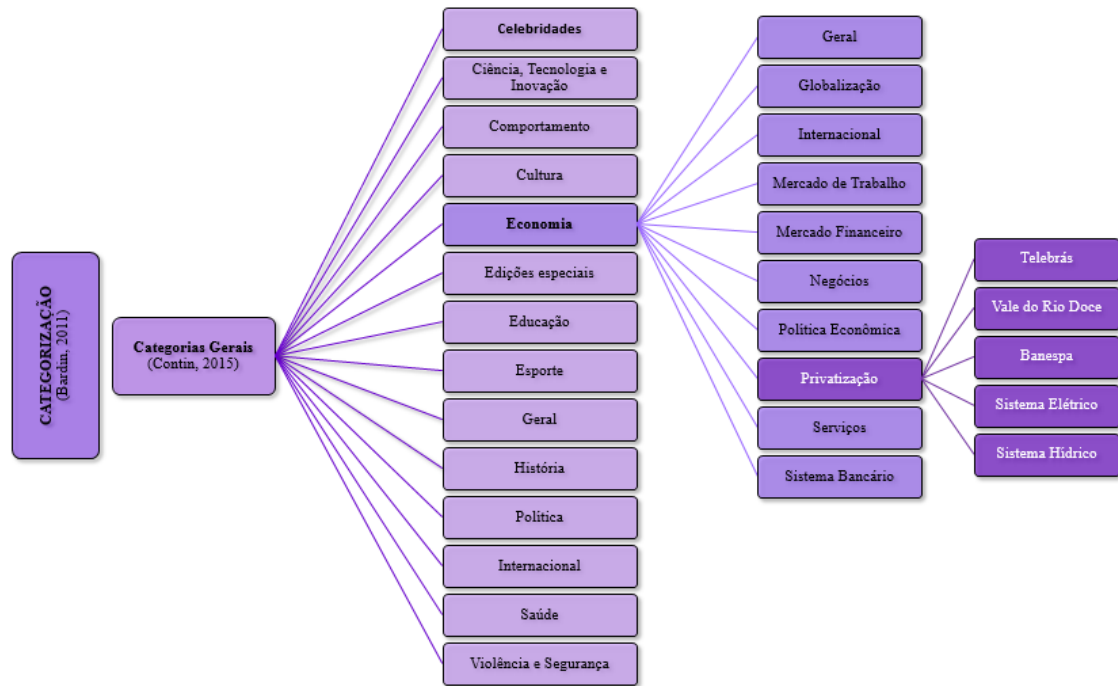 CATEGORIZAÇÃO
(Bardin, 2011)
Categorias Gerais
(Contin, 2015)
Celebridades
Ciência, Tecnologia e
Inovação
Comportamento
Cultura
Economia
Edições especiais
Educação
Esporte
Geral
História
Política
Internacional
Saúde
Violência e Segurança
Geral
Globalização
Internacional
Mercado de Trabalho
Mercado Financeiro
Negócios
Política Econômica
Privatização
Serviços
Sistema Bancário
Telebrás
Vale do Rio Doce
Banespa
Sistema Elétrico
Sistema Hídrico